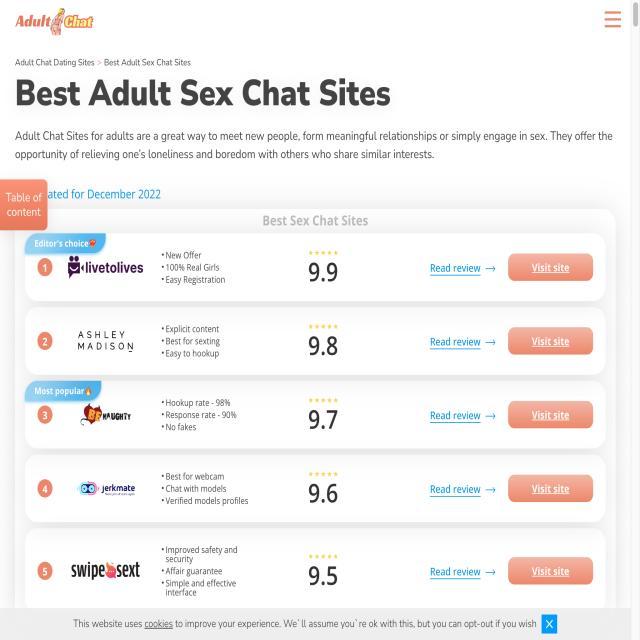 Adult Chat
Adult Chat Dating Sites > Best Adult Sex Chat Sites
Best Adult Sex Chat Sites
Adult Chat Sites for adults are a great way to meet new people, form meaningful relationships or simply engage in sex. They offer the
opportunity of relieving one's loneliness and boredom with others who share similar interests.
Table of
content
ated for December 2022
Best Sex Chat Sites
Editor's choice
1
livetolives
• New Offer
• 100% Real Girls
• Easy Registration
9.9
Read review →
Visit site
2
ASHLEY
MADISON
• Explicit content
• Best for sexting
• Easy to hookup
9.8
Read review →
Visit site
Most popular
3
BE NAUGHTY
• Hookup rate - 98%
• Response rate - 90%
• No fakes
9.7
Read review →
Visit site
4
jerkmate
• Best for webcam
• Chat with models
• Verified models profiles
9.6
Read review →
Visit site
5
swipe sext
• Improved safety and
security
• Affair guarantee
• Simple and effective
interface
9.5
Read review →
Visit site
This website uses cookies to improve your experience. We`ll assume you`re ok with this, but you can opt-out if you wish X